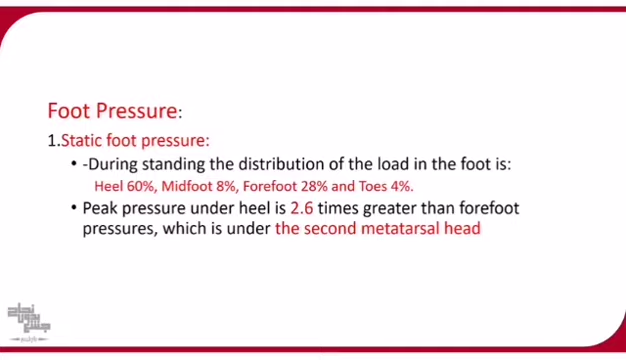 Foot Pressure:
1.Static foot pressure:
• -During standing the distribution of the load in the foot is:
Heel 60%, Midfoot 8%, Forefoot 28% and Toes 4%.
• Peak pressure under heel is 2.6 times greater than forefoot
pressures, which is under the second metatarsal head